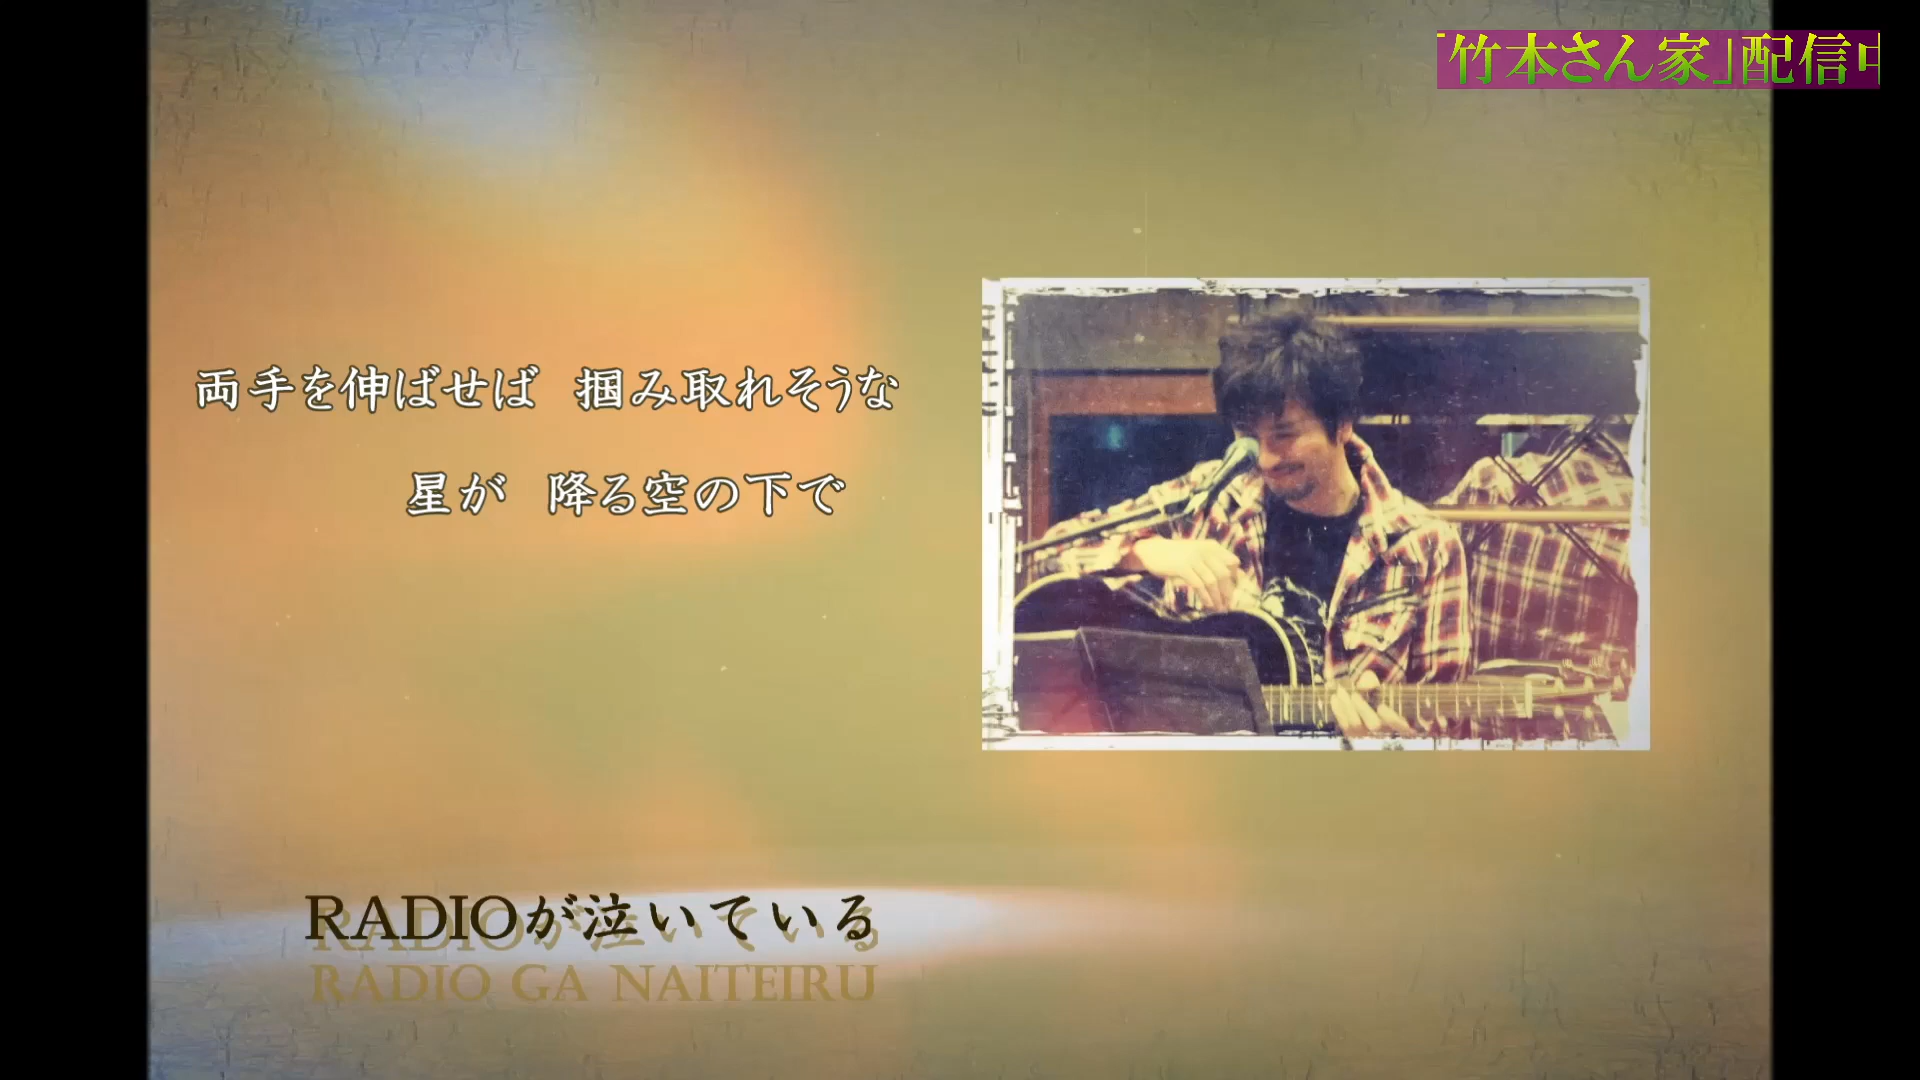 「竹本さん家」配信中
両手を伸ばせば　掴み取れそうな
星が　降る空の下で
RADIOが泣いている
RADIO GA NAITEIRU